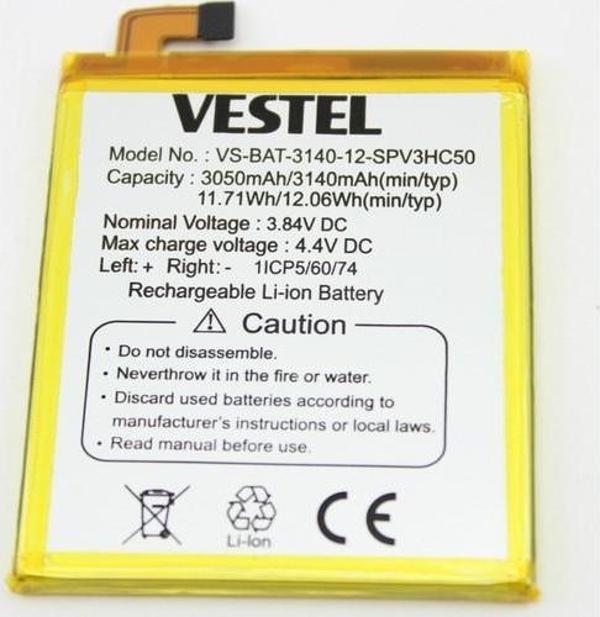 VESTEL
Model No. : VS-BAT-3140-12-SPV3HC50
Capacity : 3050mAh/3140mAh(min/typ)
11.71Wh/12.06Wh(min/typ)
Nominal Voltage : 3.84V DC
Max charge voltage : 4.4V DC
Left: + Right: - 1ICP5/60/74
Rechargeable Li-ion Battery
Caution
• Do not disassemble.
• Neverthrow it in the fire or water.
• Discard used batteries according to
manufacturer's instructions or local laws.
• Read manual before use.
Li-Ion
CE